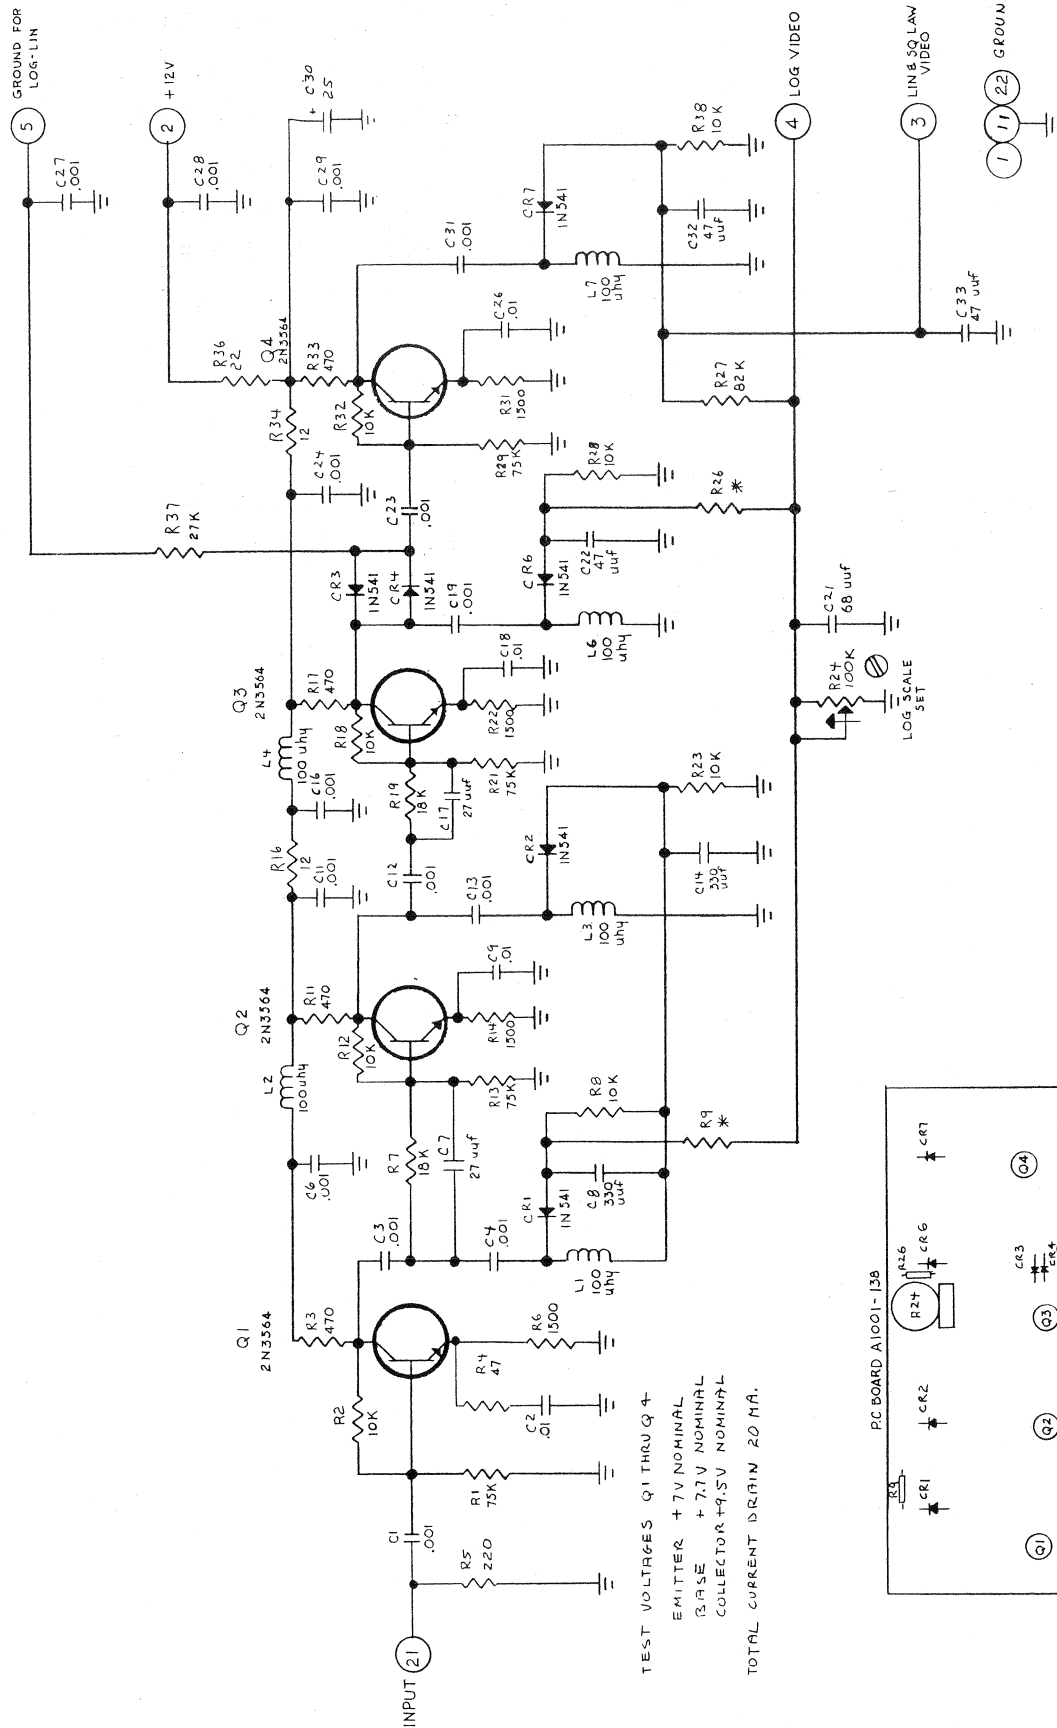 GROUND FOR
LOG-LIN
5
C27
.001
+12V
2
C28
.001
C30
+
25
C29
.001
R36
22
Q4
2N3564
R34
12
R33
470
C24
.001
R37
27K
R32
10K
C31
.001
CR7
1N541
R38
10K
C32
47
uuf
L7
100
uhy
C26
.01
R31
1500
R29
75K
C23
.001
R28
10K
R26
*
R27
82K
C33
47 uuf
4
LOG VIDEO
3
LIN & SQ LAW
VIDEO
1
11
22
GROUN
CR3
1N541
CR4
1N541
C19
.001
CR6
1N541
C22
47
uuf
L6
100
uhy
C21
68 uuf
R24
100K
LOG SCALE
SET
Q3
2N3564
R17
470
R18
10K
C18
.01
R22
1500
R21
75K
L4
100 uhy
C16
.001
R19
18K
C17
27 uuf
R16
12
C11
.001
C12
.001
C13
.001
CR2
1N541
R23
10K
C14
330
uuf
L3
100
uhy
Q2
2N3564
R11
470
R12
10K
C9
.01
R14
1500
R13
75K
L2
100uhy
C6
.001
R7
18K
C7
27 uuf
R8
10K
R9
*
C8
330
uuf
CR1
1N 541
C3
.001
C4
.001
L1
100
uhy
Q1
2N3564
R3
470
R2
10K
R4
47
R6
1500
C2
.01
R1
75K
C1
.001
R5
220
INPUT
21
TEST VOLTAGES Q1 THRU Q4
EMITTER +7V NOMINAL
BASE +7.7V NOMINAL
COLLECTOR +9.5V NOMINAL
TOTAL CURRENT DRAIN 20 MA.
P.C. BOARD A1001-138
R9
CR1
CR2
R24
R26
CR6
CR7
Q1
Q2
Q3
CR3
CR4
Q4